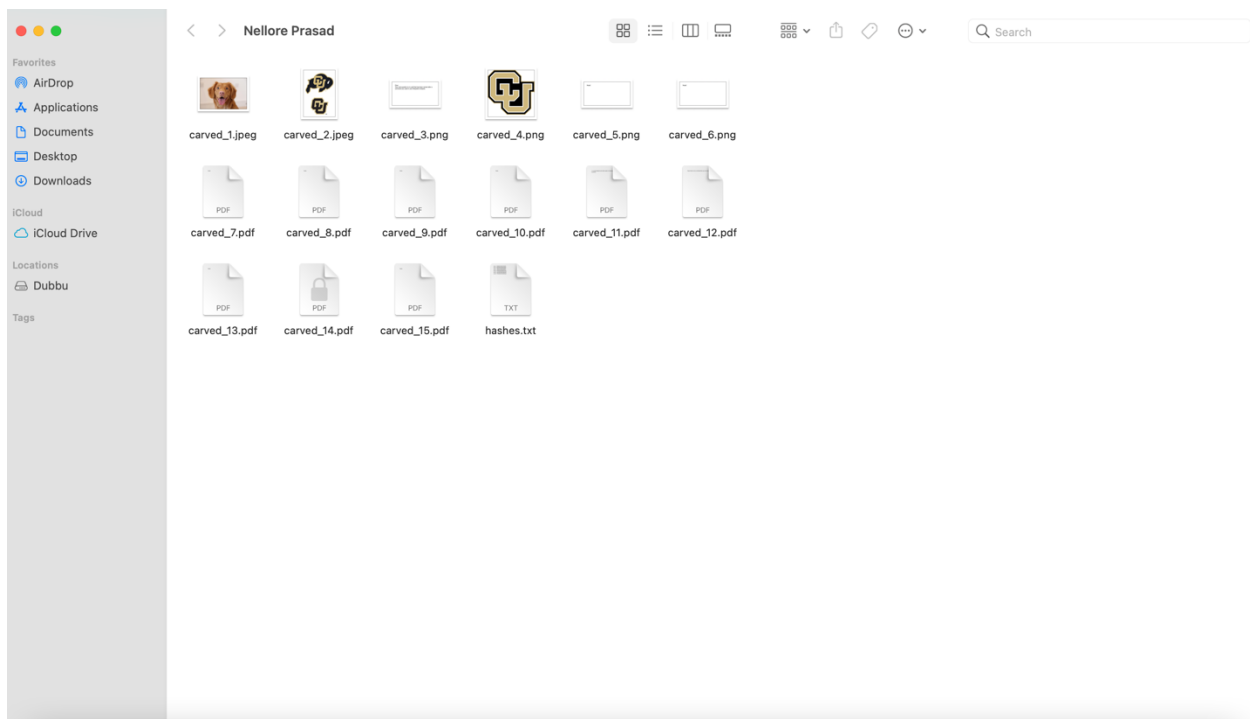 Nellore Prasad
Search
Favorites
AirDrop
Applications
Documents
Desktop
Downloads
iCloud
iCloud Drive
Locations
Dubbu
Tags
CU
CU
carved_1.jpeg carved_2.jpeg carved_3.png carved_4.png carved_5.png carved_6.png
PDF PDF PDF PDF PDF PDF
carved_7.pdf carved_8.pdf carved_9.pdf carved_10.pdf carved_11.pdf carved_12.pdf
PDF PDF PDF TXT
carved_13.pdf carved_14.pdf carved_15.pdf hashes.txt